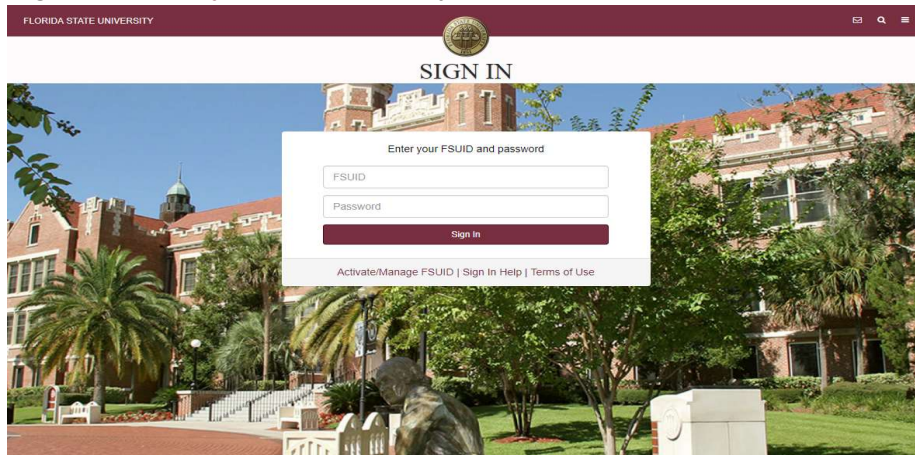 FLORIDA STATE UNIVERSITY
SIGN IN
Enter your FSUID and password
FSUID
Password
Sign In
Activate/Manage FSUID | Sign In Help | Terms of Use